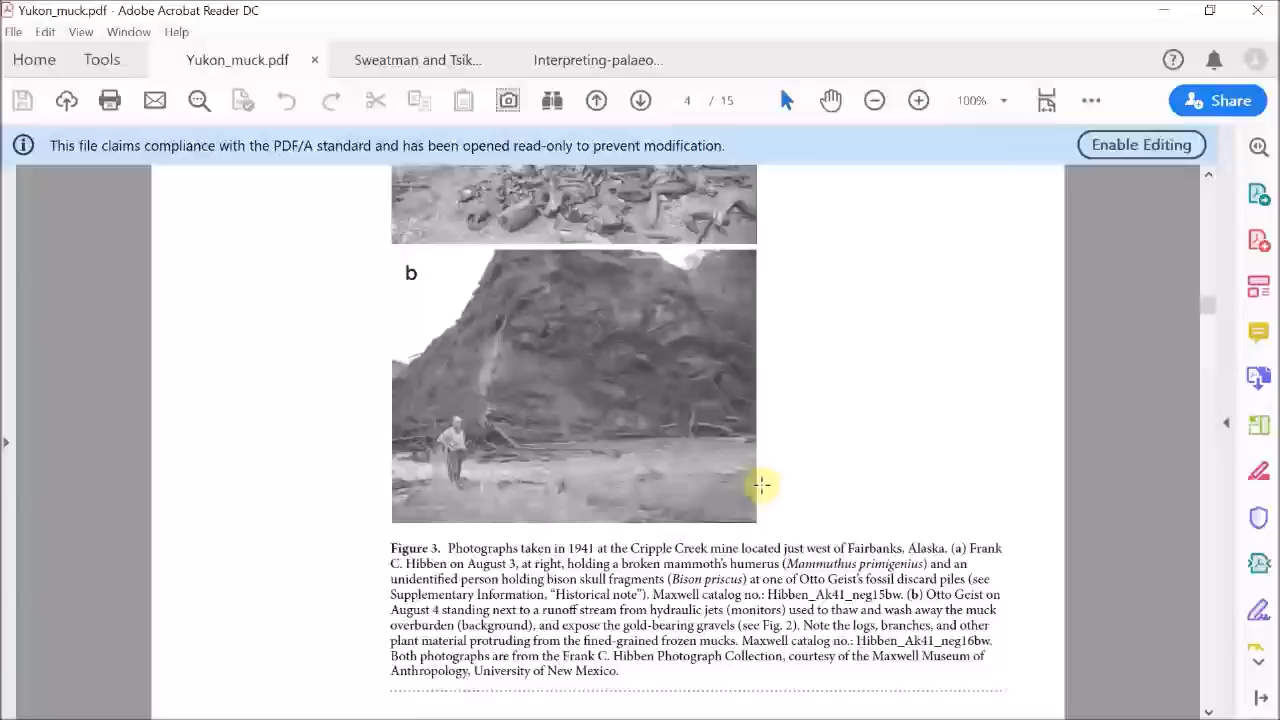 Yukon_muck.pdf - Adobe Acrobat Reader DC
File Edit View Window Help
Home Tools Yukon_muck.pdf × Sweatman and Tsik... Interpreting-palaeo...
4 / 15 100% Share
This file claims compliance with the PDF/A standard and has been opened read-only to prevent modification. Enable Editing
b
Figure 3. Photographs taken in 1941 at the Cripple Creek mine located just west of Fairbanks, Alaska. (a) Frank
C. Hibben on August 3, at right, holding a broken mammoth's humerus (Mammuthus primigenius) and an
unidentified person holding bison skull fragments (Bison priscus) at one of Otto Geist's fossil discard piles (see
Supplementary Information, "Historical note"). Maxwell catalog no.: Hibben_Ak41_neg15bw. (b) Otto Geist on
August 4 standing next to a runoff stream from hydraulic jets (monitors) used to thaw and wash away the muck
overburden (background), and expose the gold-bearing gravels (see Fig. 2). Note the logs, branches, and other
plant material protruding from the fined-grained frozen mucks. Maxwell catalog no.: Hibben_Ak41_neg16bw.
Both photographs are from the Frank C. Hibben Photograph Collection, courtesy of the Maxwell Museum of
Anthropology, University of New Mexico.